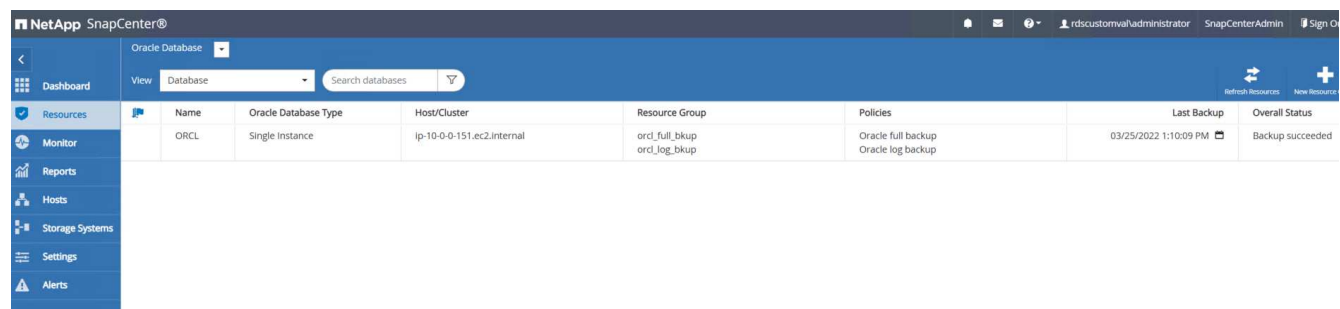 NetApp SnapCenter®
rdscustomval\administrator SnapCenterAdmin Sign O
Oracle Database
Dashboard
View Database Search databases
Refresh Resources New Resource
Resources
Name Oracle Database Type Host/Cluster Resource Group Policies Last Backup Overall Status
ORCL Single Instance ip-10-0-0-151.ec2.internal orcl_full_bkup Oracle full backup 03/25/2022 1:10:09 PM Backup succeeded
orcl_log_bkup Oracle log backup
Monitor
Reports
Hosts
Storage Systems
Settings
Alerts